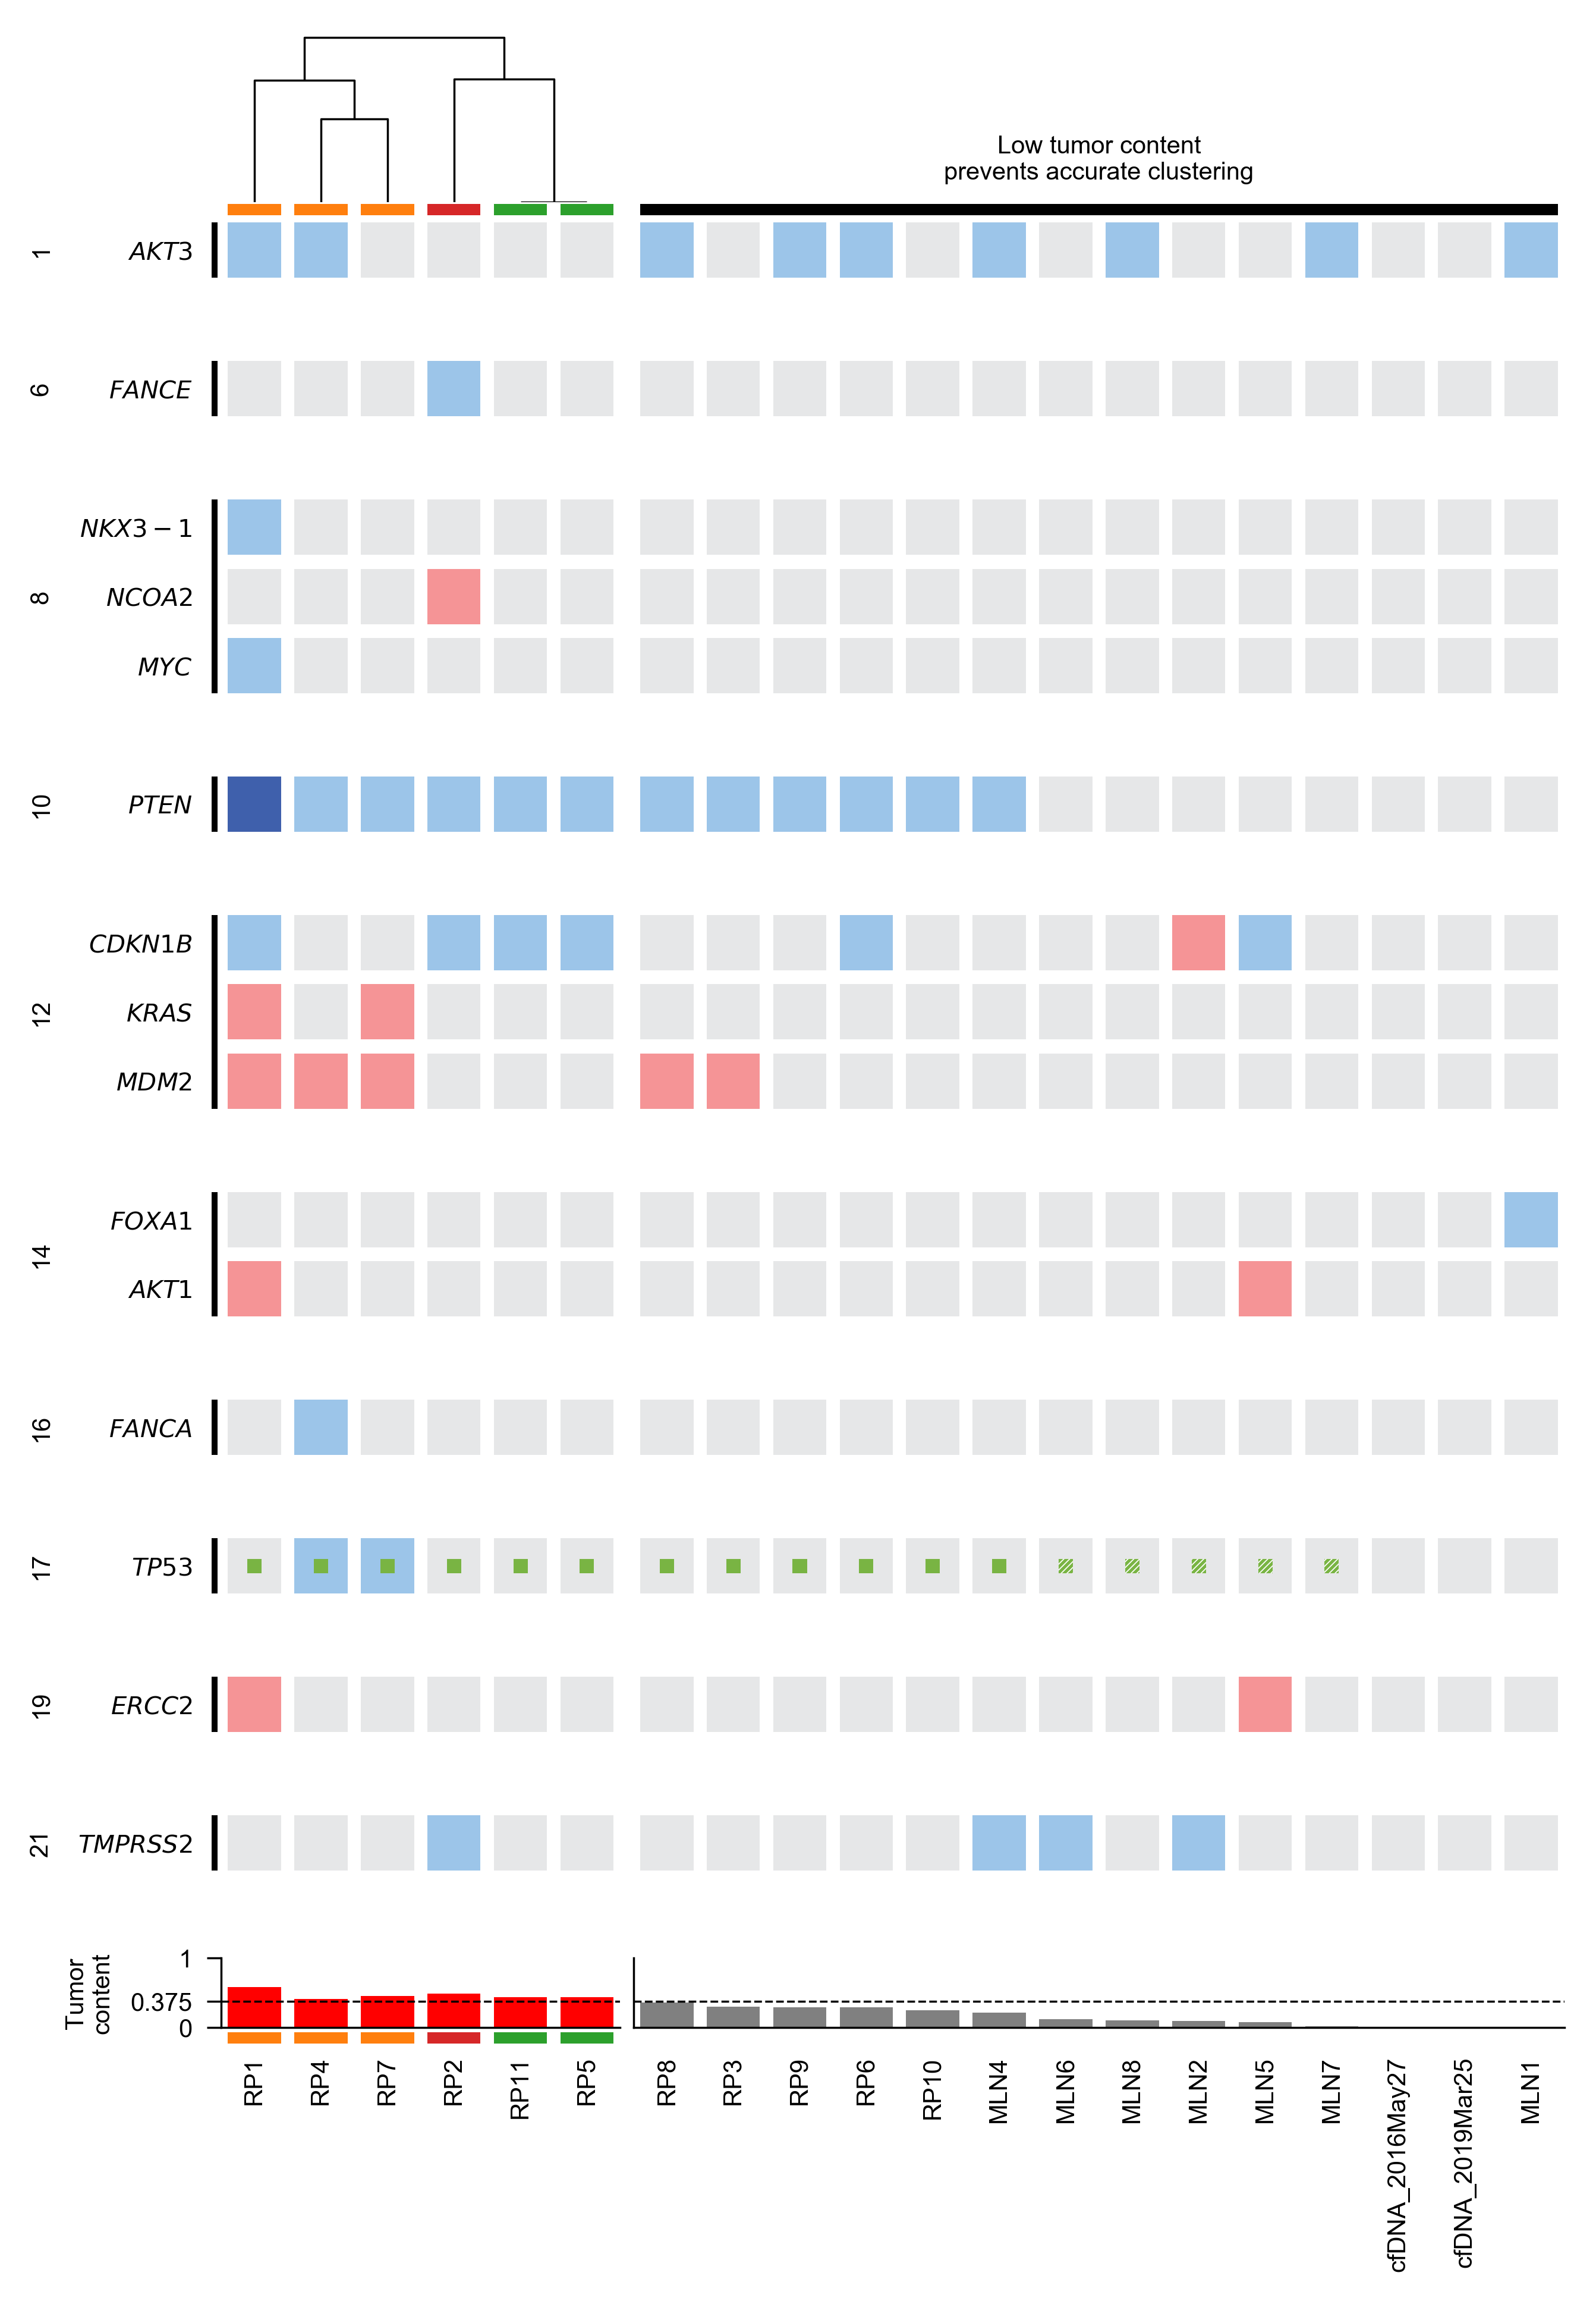 Low tumor content
prevents accurate clustering
1 AKT3
6 FANCE
NKX3-1
8 NCOA2
MYC
10 PTEN
CDKN1B
12 KRAS
MDM2
FOXA1
14
AKT1
16 FANCA
17 TP53
19 ERCC2
21 TMPRSS2
Tumor
content
1
0.375
0
RP1
RP4
RP7
RP2
RP11
RP5
RP8
RP3
RP9
RP6
RP10
MLN4
MLN6
MLN8
MLN2
MLN5
MLN7
cfDNA_2016May27
cfDNA_2019Mar25
MLN1